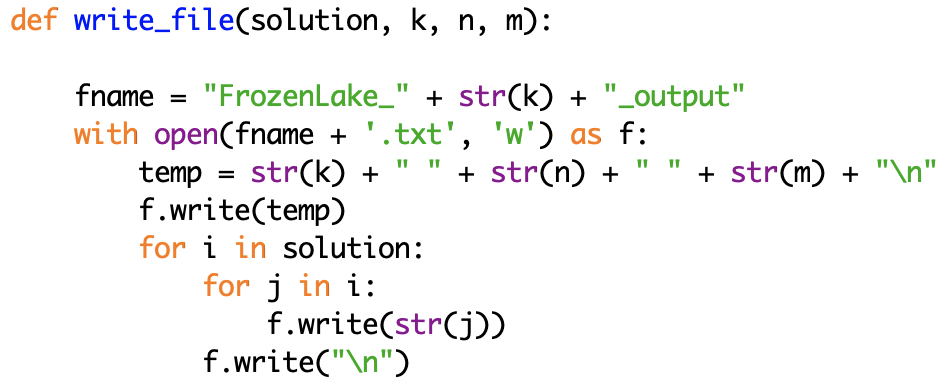 def write_file(solution, k, n, m):
    fname = "FrozenLake_" + str(k) + "_output"
    with open(fname + '.txt', 'w') as f:
        temp = str(k) + " " + str(n) + " " + str(m) + "\n"
        f.write(temp)
        for i in solution:
            for j in i:
                f.write(str(j))
            f.write("\n")